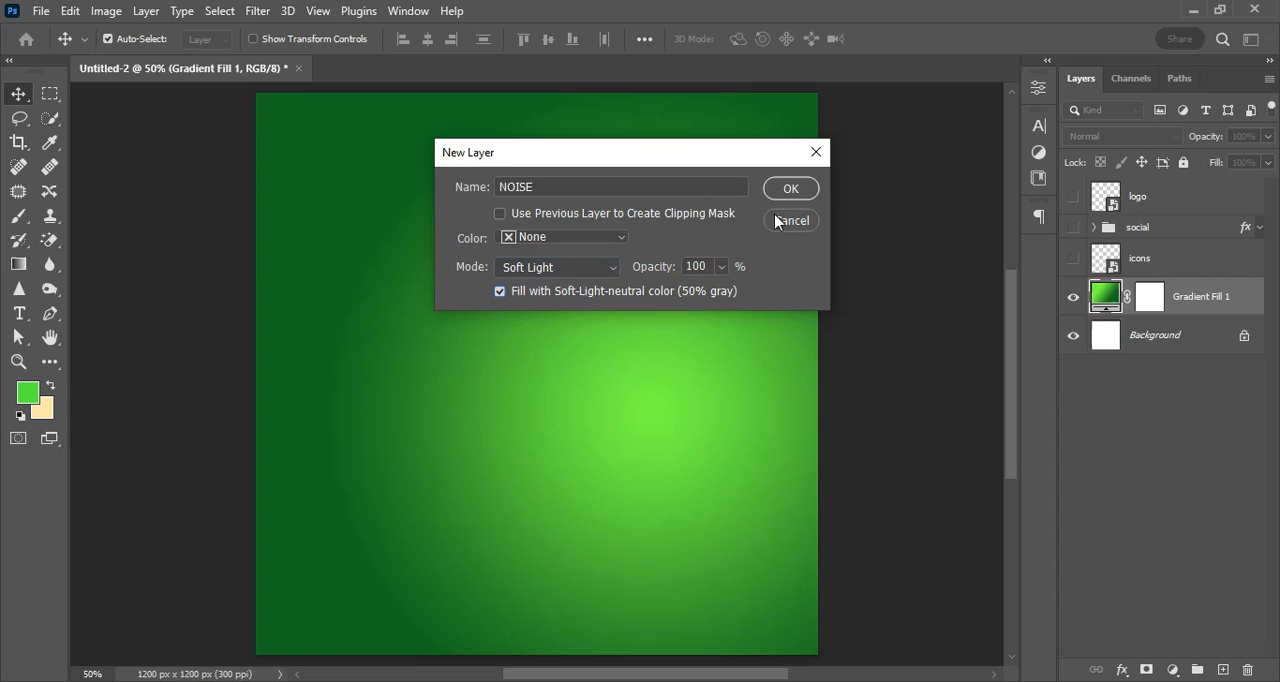 Ps File Edit Image Layer Type Select Filter 3D View Plugins Window Help
Auto-Select: Layer Show Transform Controls ••• 3D Mode: Share
Untitled-2 @ 50% (Gradient Fill 1, RGB/8) * ×
New Layer
Name: NOISE OK
Use Previous Layer to Create Clipping Mask
Color: None
Mode: Soft Light Opacity: 100 %
Fill with Soft-Light-neutral color (50% gray)
Layers Channels Paths
Kind
Normal Opacity: 100%
Lock: Fill: 100%
logo
social fx
icons
Gradient Fill 1
Background
50% 1200 px x 1200 px (300 ppi)
fx